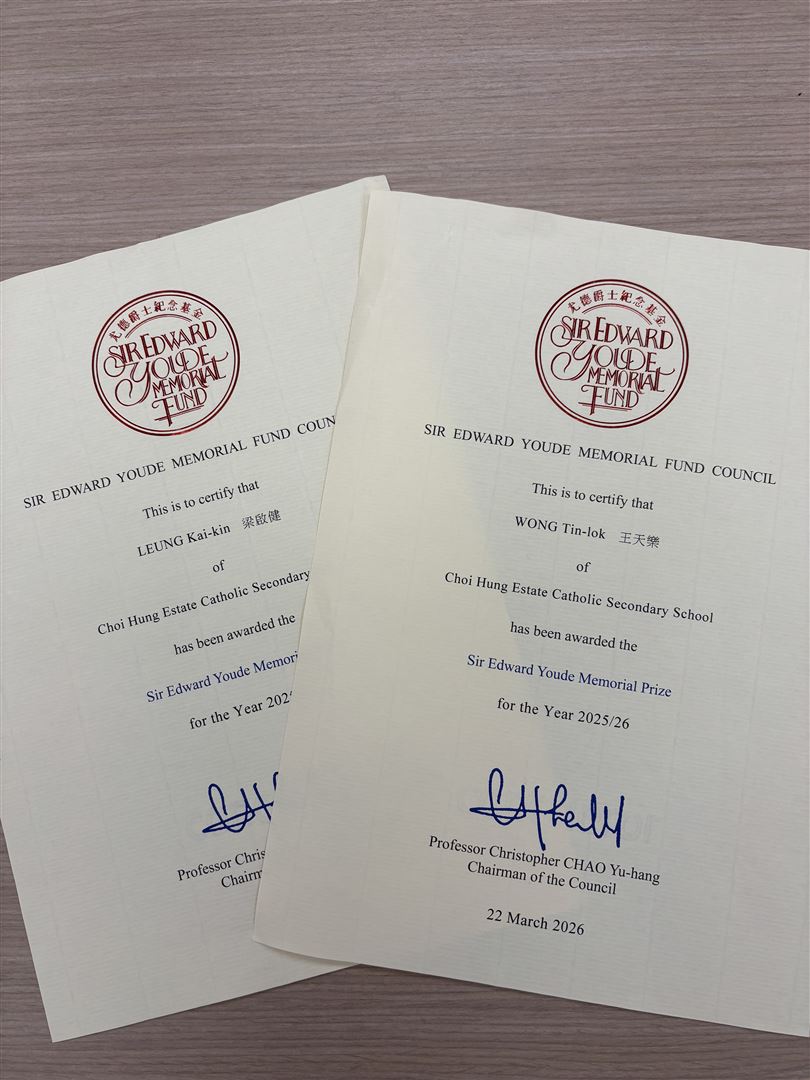 尤德爵士紀念基金
SIR EDWARD
YOUDE
MEMORIAL
FUND
SIR EDWARD YOUDE MEMORIAL FUND
This is to certify that
LEUNG Kai-kin 梁啟健
of
Choi Hung Estate Catholic Secondary
has been awarded the
Sir Edward Youde
for the Year
Professor
尤德爵士紀念基金
SIR EDWARD
YOUDE
MEMORIAL
FUND
SIR EDWARD YOUDE MEMORIAL FUND COUNCIL
This is to certify that
WONG Tin-lok 王天樂
of
Choi Hung Estate Catholic Secondary School
has been awarded the
Sir Edward Youde Memorial Prize
for the Year 2025/26
Professor Christopher CHAO Yu-hang
Chairman of the Council
22 March 2026